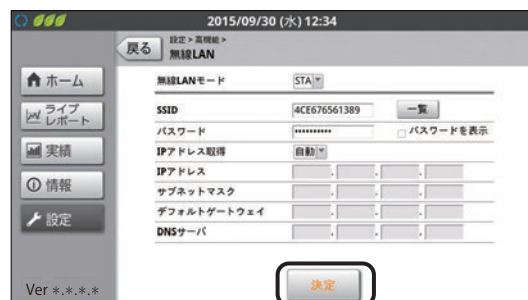 2015/09/30 (水) 12:34
戻る
設定 > 高機能 >
無線LAN
ホーム
ライブ
レポート
実績
情報
設定
Ver *.*.*.*
無線LANモード STA
SSID 4CE676561389 一覧
パスワード ********** パスワードを表示
IPアドレス取得 自動
IPアドレス . . .
サブネットマスク . . .
デフォルトゲートウェイ . . .
DNSサーバ . . .
決定